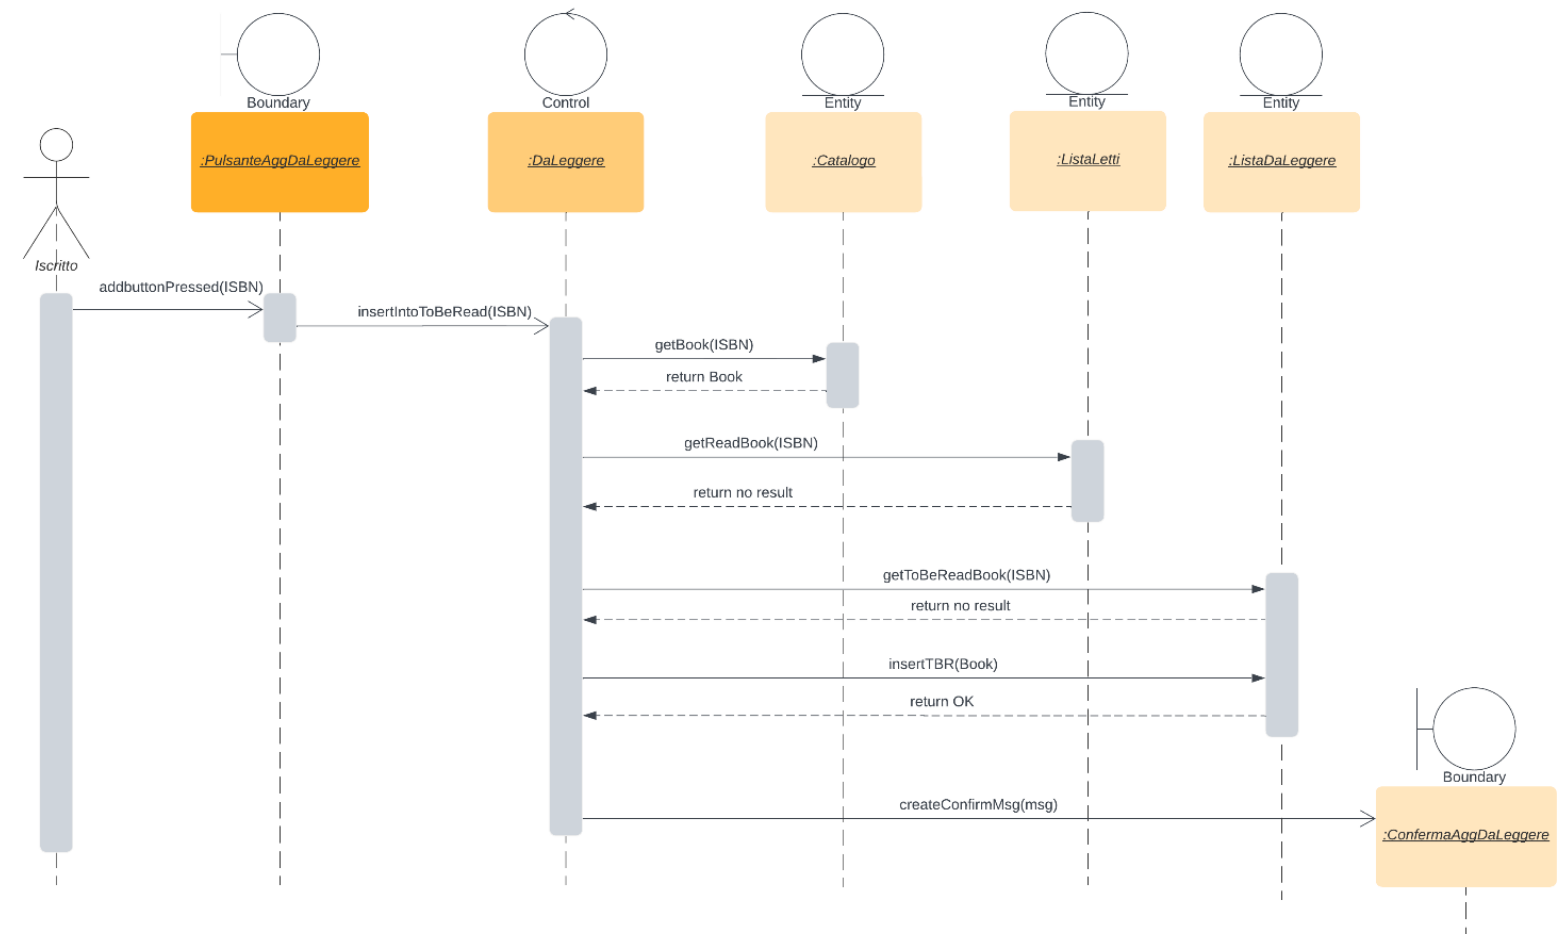 Boundary
Control
Entity
Entity
Entity
:PulsanteAggDaLeggere
:DaLeggere
:Catalogo
:ListaLetti
:ListaDaLeggere
Iscritto
addbuttonPressed(ISBN)
insertIntoToBeRead(ISBN)
getBook(ISBN)
return Book
getReadBook(ISBN)
return no result
getToBeReadBook(ISBN)
return no result
insertTBR(Book)
return OK
Boundary
createConfirmMsg(msg)
:ConfermaAggDaLeggere